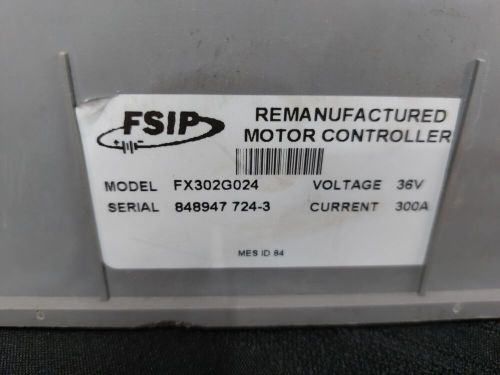 FSIP
REMANUFACTURED
MOTOR CONTROLLER
MODEL FX302G024 VOLTAGE 36V
SERIAL 848947 724-3 CURRENT 300A
MES ID 84